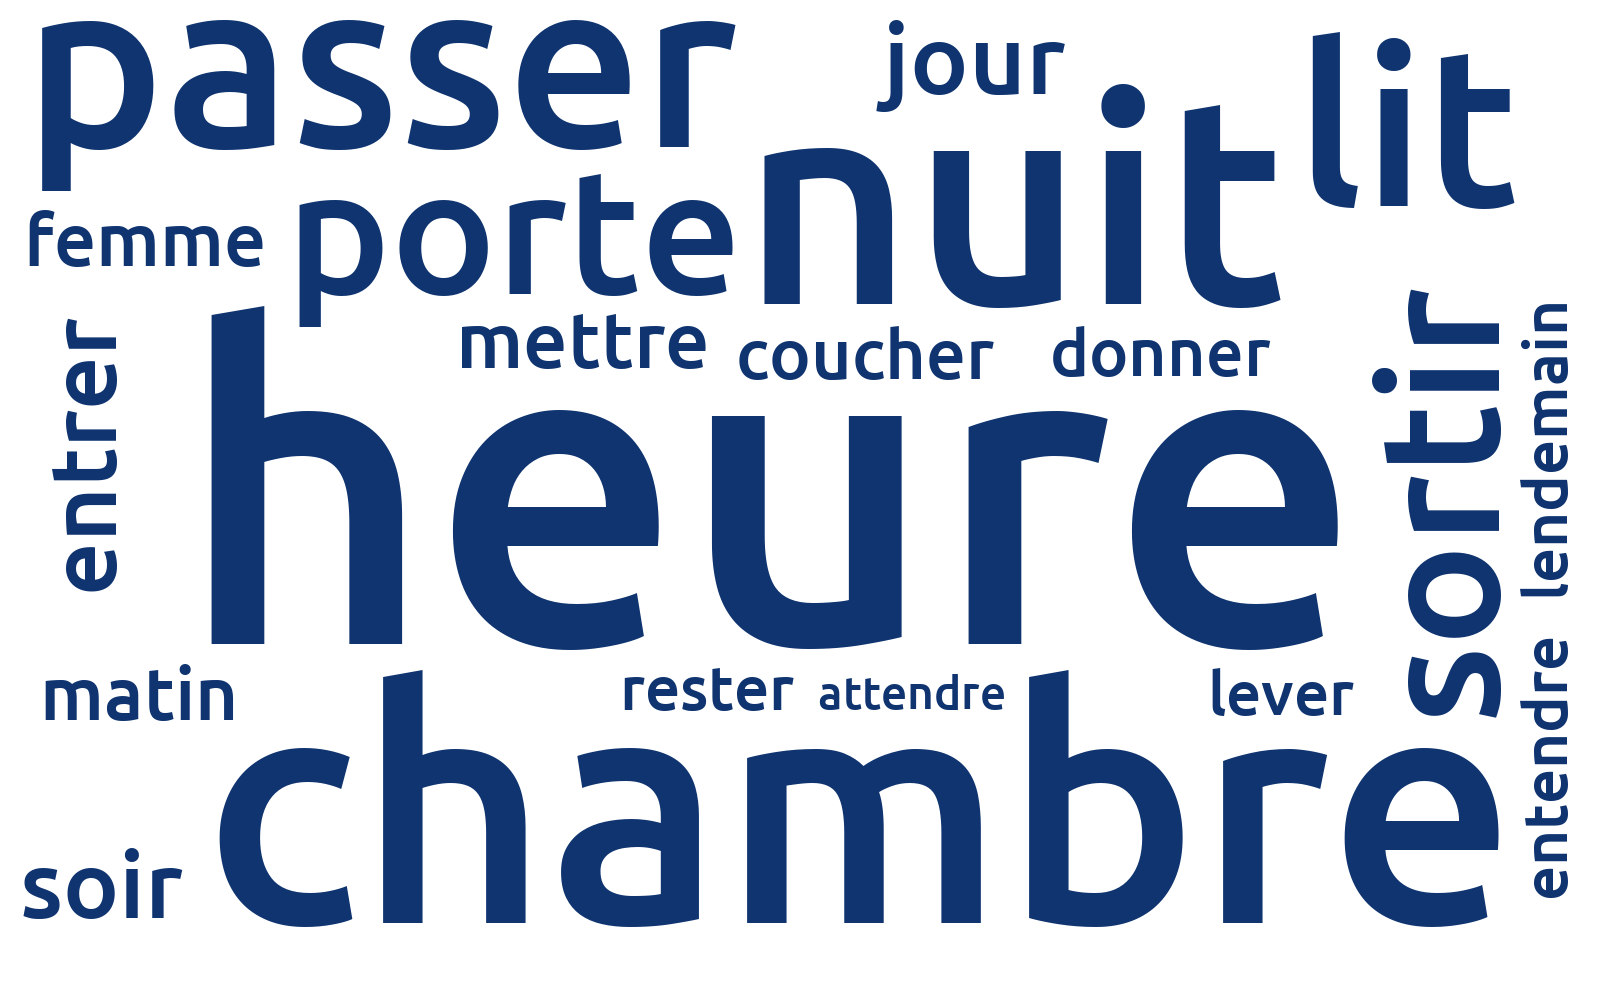 passer
jour
lit
nuit
femme
porte
mettre
coucher
donner
entrer
heure
sortir
lendemain
matin
rester
attendre
lever
chambre
entendre
soir